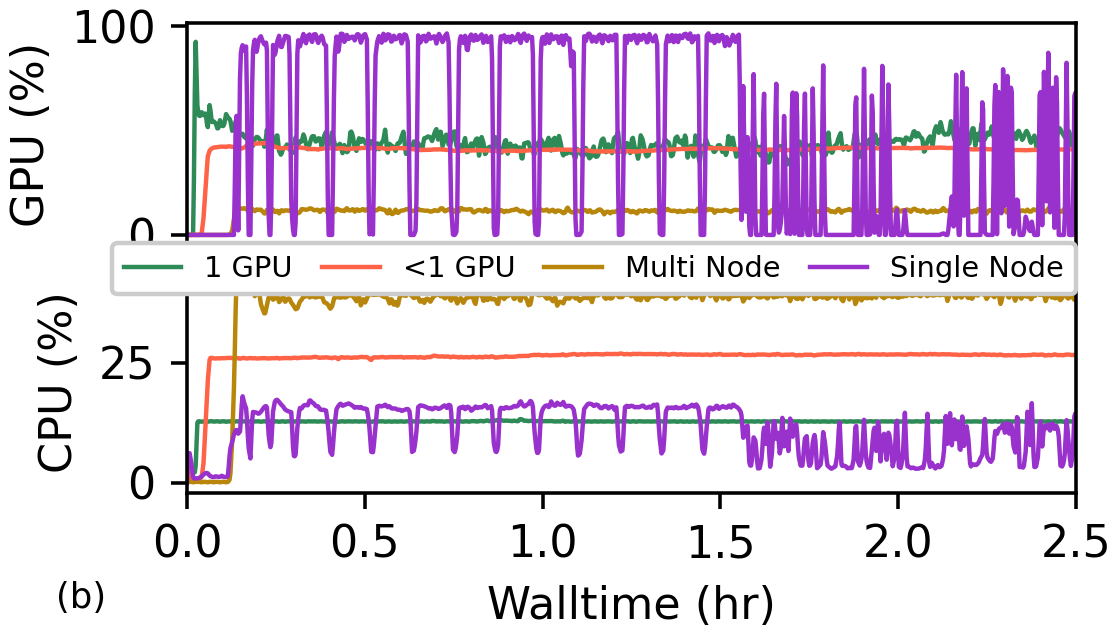 GPU (%)
100
0
1 GPU <1 GPU Multi Node Single Node
CPU (%)
25
0
0.0 0.5 1.0 1.5 2.0 2.5
Walltime (hr)
(b)